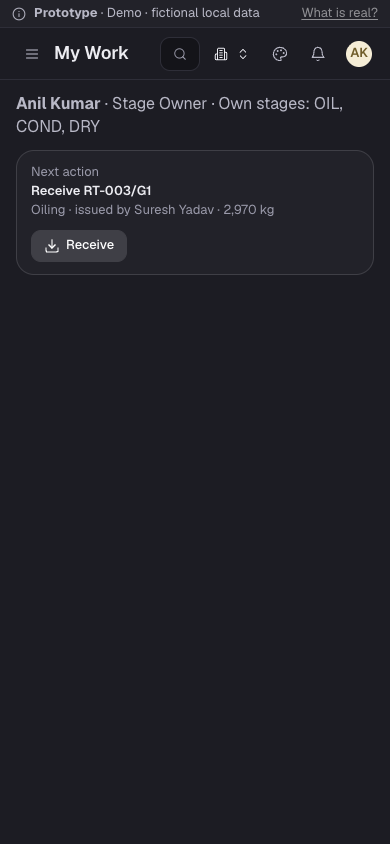 Prototype · Demo · fictional local data What is real?
My Work AK
Anil Kumar · Stage Owner · Own stages: OIL,
COND, DRY
Next action
Receive RT-003/G1
Oiling · issued by Suresh Yadav · 2,970 kg
Receive